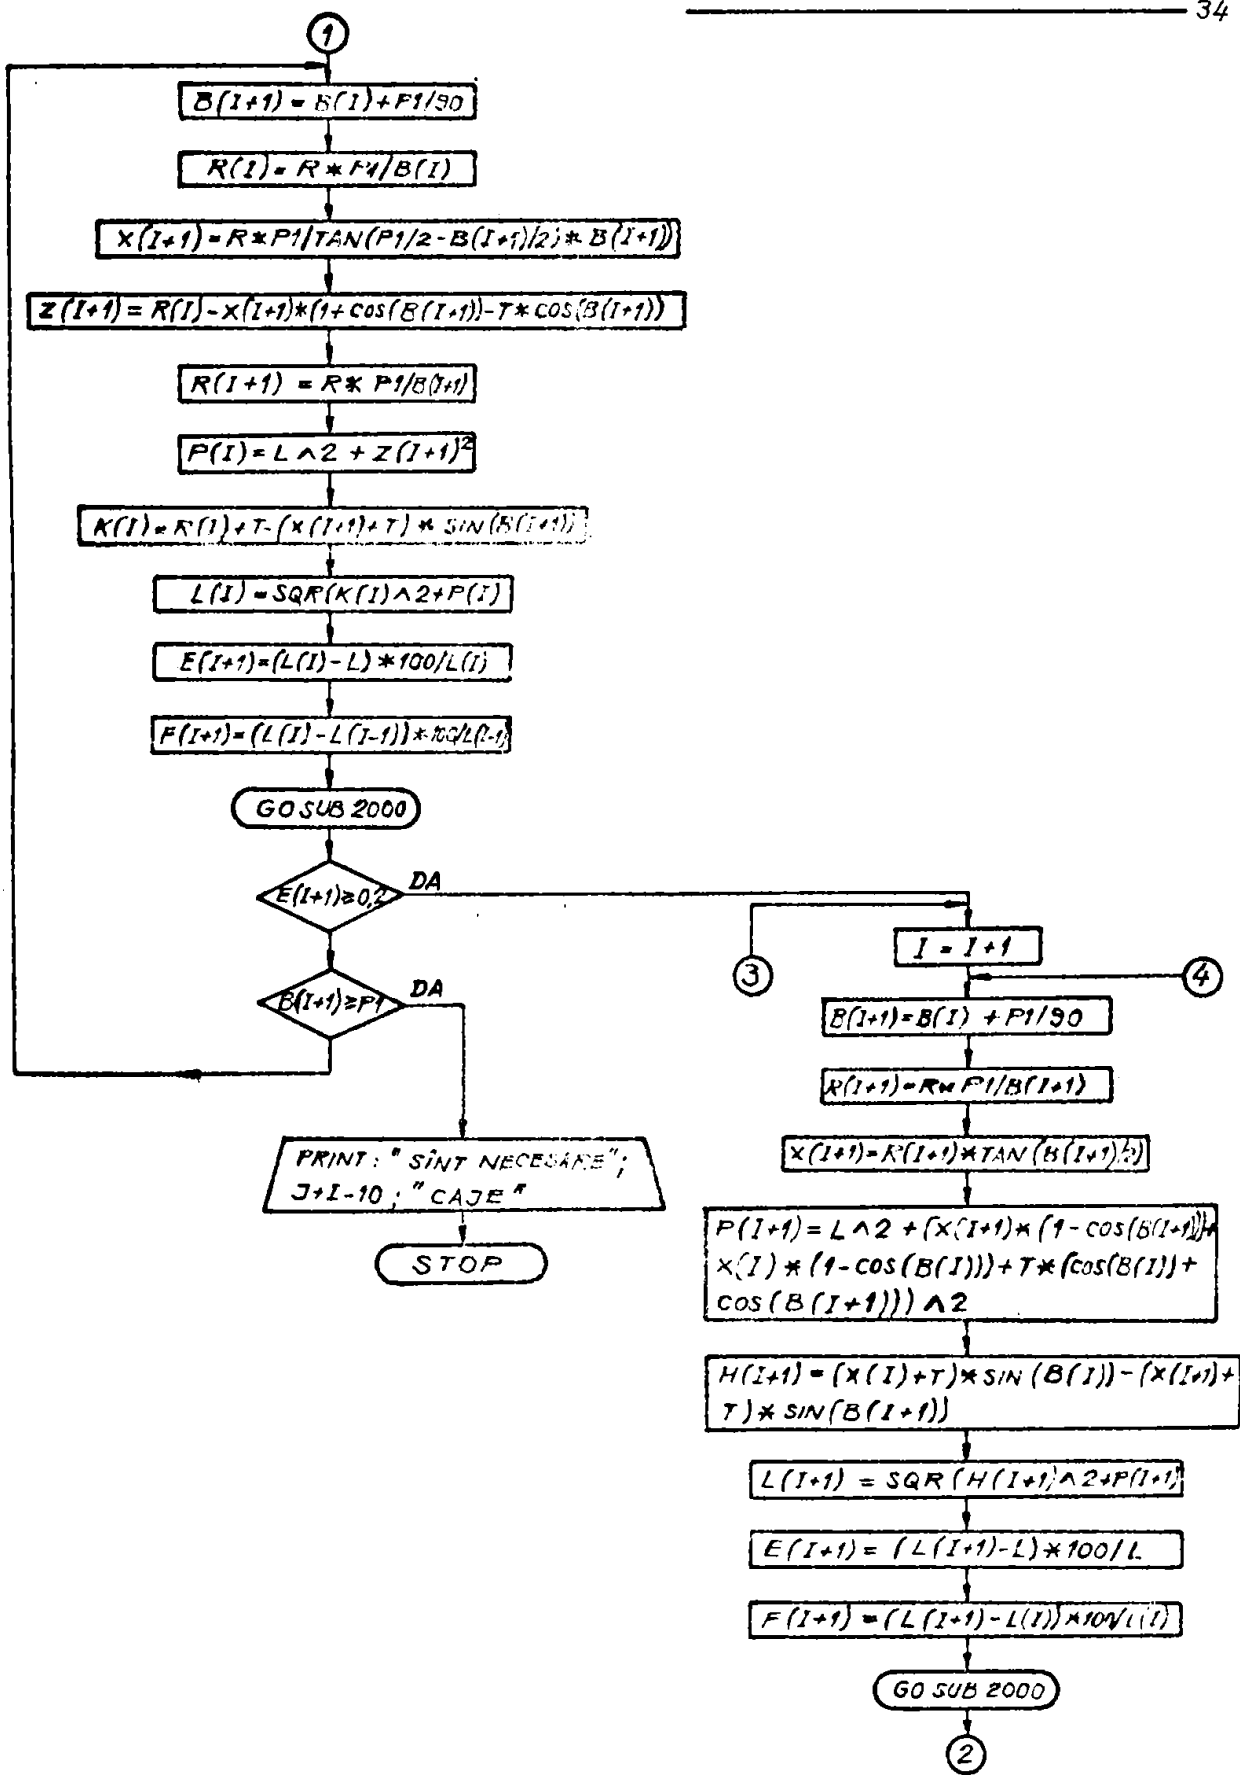 34
1
B(I+1) = B(I)+P1/90
R(I) = R * P1/B(I)
X(I+1) = R*P1/TAN(P1/2-B(I+1)/2)* B(I+1))
Z(I+1) = R(I)-X(I+1)*(1+COS(B(I+1))-T*COS(B(I+1))
R(I+1) = R* P1/B(I+1)
P(I) = L ∧ 2 + Z(I+1)²
K(I) = R(I)+T-(X(I+1)+T) * SIN(B(I+1))
L(I) = SQR(K(I)∧2+P(I)
E(I+1)=(L(I)-L)*100/L(I)
F(I+1)=(L(I)-L(I-1))*100/L(I-1)
GO SUB 2000
E(I+1)≥0,2
DA
B(I+1)≥P1
DA
PRINT: "SÎNT NECESARE";
J+I-10; "CAJE"
STOP
3
I = I+1
4
B(I+1)=B(I) + P1/90
R(I+1)=R* P1/B(I+1)
X(I+1)=R(I+1)*TAN(B(I+1)/2)
P(I+1) = L ∧ 2 + (X(I+1)*(1-COS(B(I+1))+
X(I)*(1-COS(B(I)))+T*(COS(B(I))+
COS(B(I+1))) ∧ 2
H(I+1) = (X(I)+T)*SIN(B(I))-(X(I+1)+
T)*SIN(B(I+1))
L(I+1) = SQR(H(I+1)∧2+P(I+1)
E(I+1) = (L(I+1)-L)*100/L
F(I+1) = (L(I+1)-L(I))*100/L(I)
GO SUB 2000
2